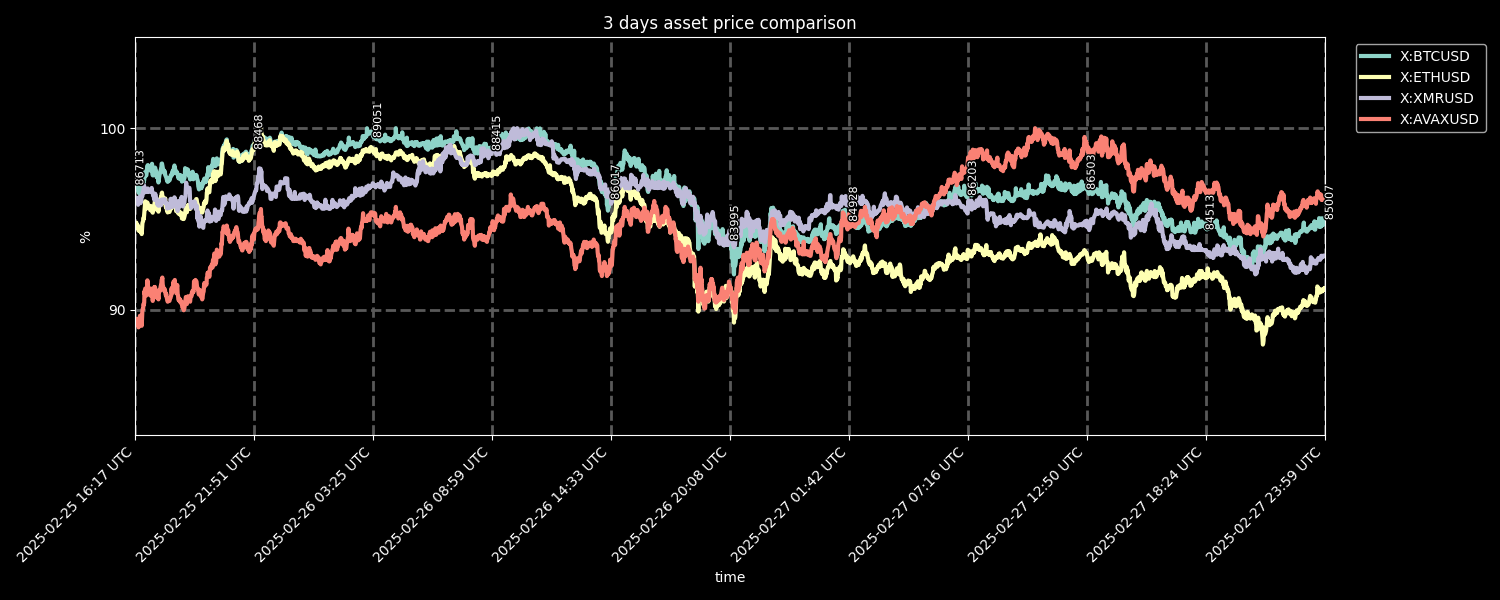 3 days asset price comparison
X:BTCUSD
X:ETHUSD
X:XMRUSD
X:AVAXUSD
100
90
%
86713
88468
89051
88415
86017
83995
84928
86203
86503
84513
85007
2025-02-25 16:17 UTC
2025-02-25 21:51 UTC
2025-02-26 03:25 UTC
2025-02-26 08:59 UTC
2025-02-26 14:33 UTC
2025-02-26 20:08 UTC
2025-02-27 01:42 UTC
2025-02-27 07:16 UTC
2025-02-27 12:50 UTC
2025-02-27 18:24 UTC
2025-02-27 23:59 UTC
time